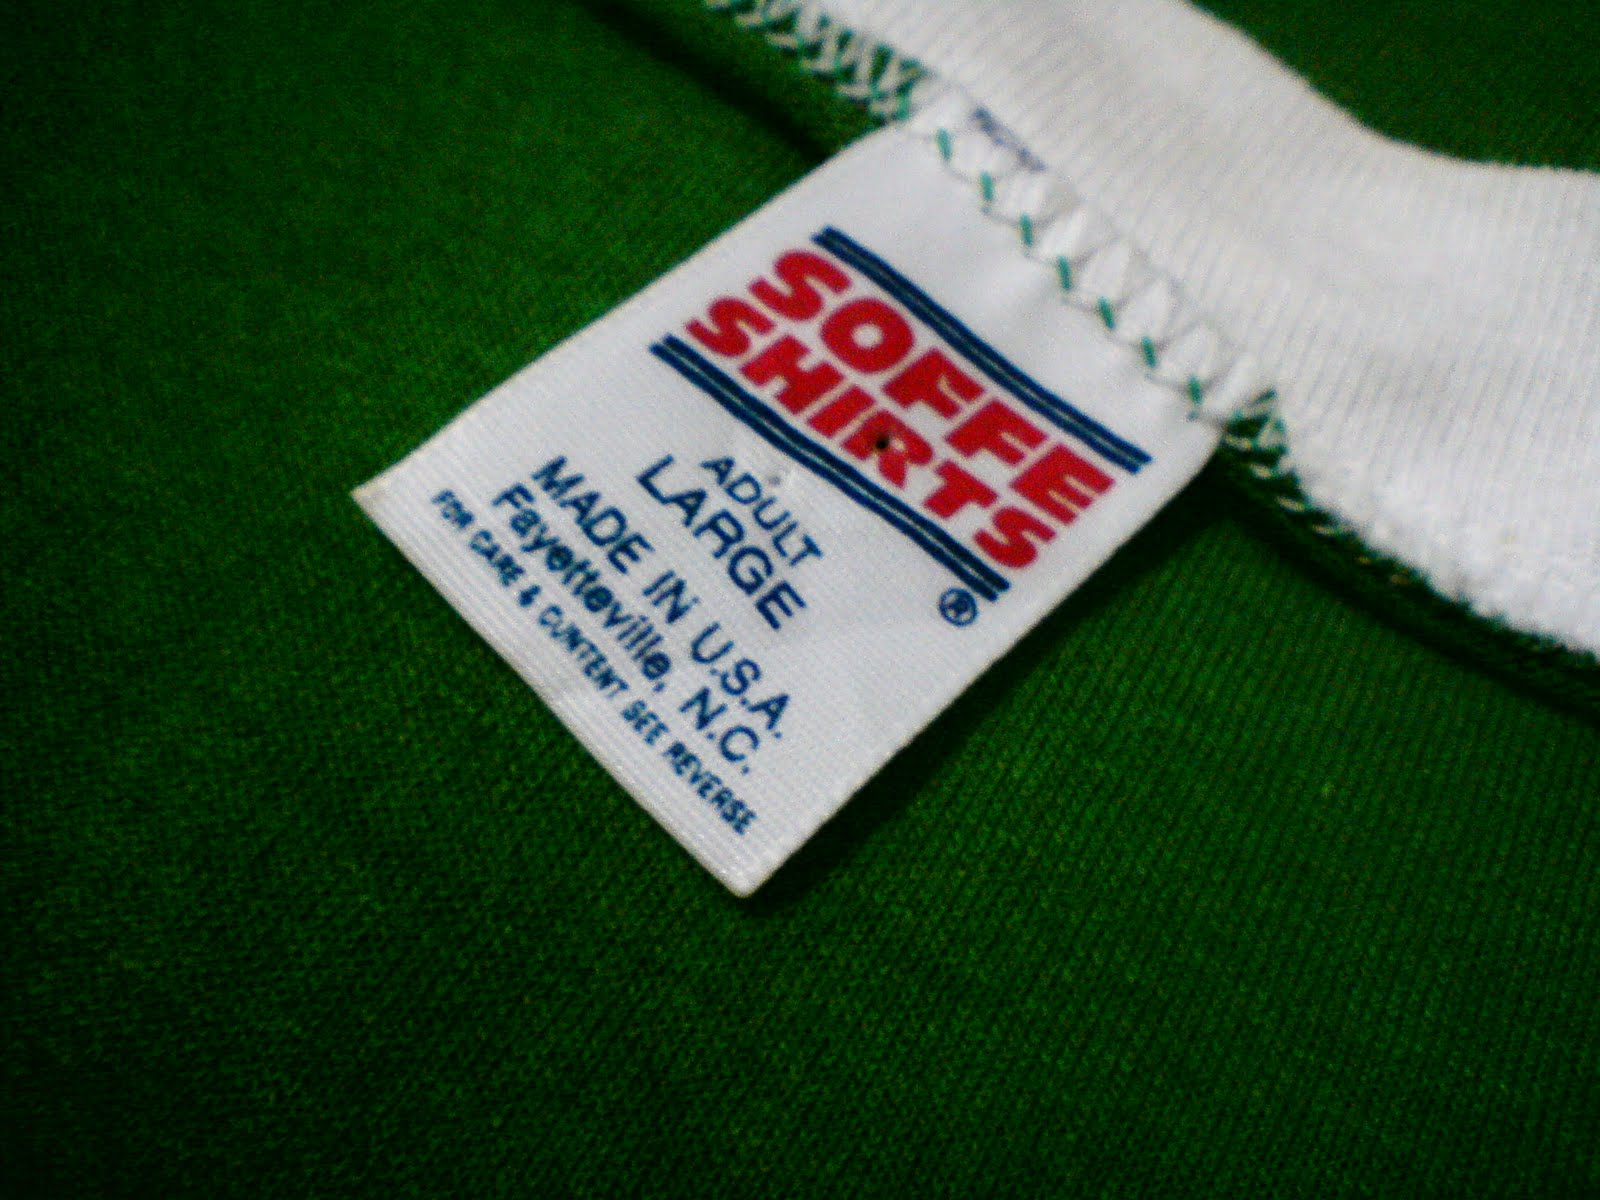 SOFFE
SHIRTS
®
ADULT
LARGE
MADE IN U.S.A.
Fayetteville, N.C.
FOR CARE & CONTENT SEE REVERSE